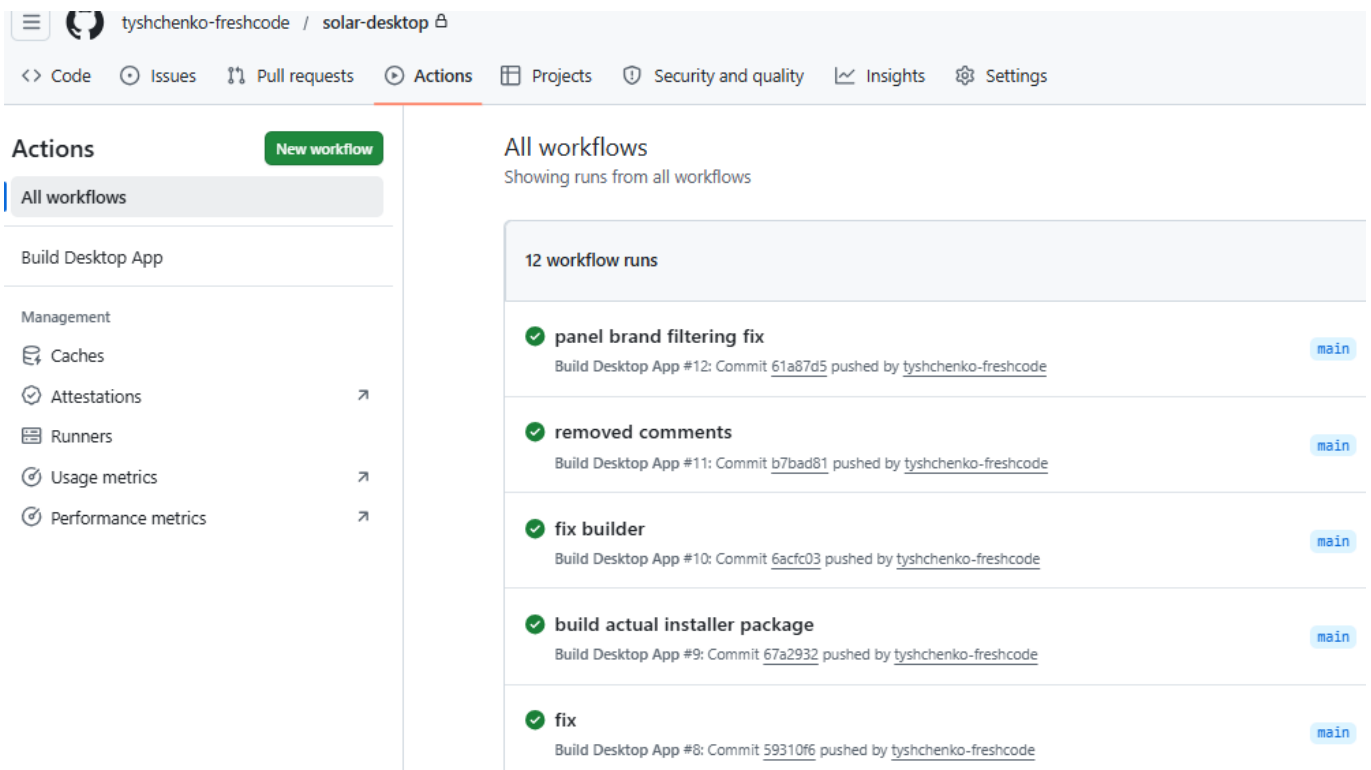 tyshchenko-freshcode / solar-desktop
Code Issues Pull requests Actions Projects Security and quality Insights Settings
Actions
New workflow
All workflows
Build Desktop App
Management
Caches
Attestations
Runners
Usage metrics
Performance metrics
All workflows
Showing runs from all workflows
12 workflow runs
panel brand filtering fix
Build Desktop App #12: Commit 61a87d5 pushed by tyshchenko-freshcode
main
removed comments
Build Desktop App #11: Commit b7bad81 pushed by tyshchenko-freshcode
main
fix builder
Build Desktop App #10: Commit 6acfc03 pushed by tyshchenko-freshcode
main
build actual installer package
Build Desktop App #9: Commit 67a2932 pushed by tyshchenko-freshcode
main
fix
Build Desktop App #8: Commit 59310f6 pushed by tyshchenko-freshcode
main